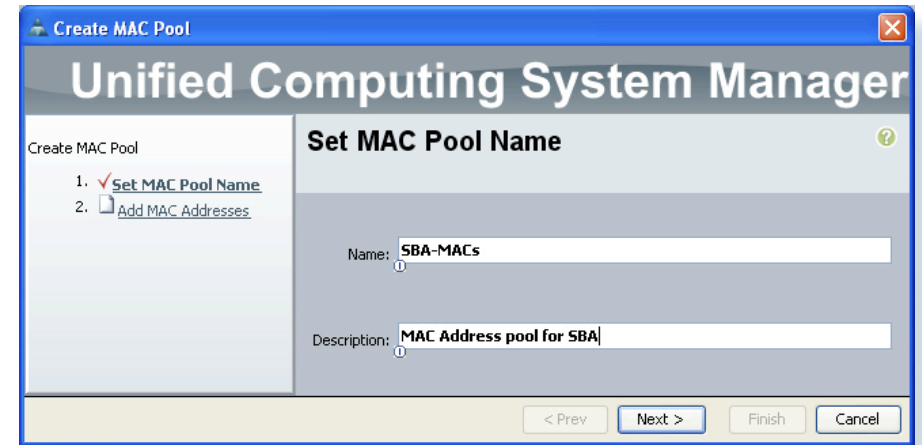 Create MAC Pool
Unified Computing System Manager
Create MAC Pool
1. Set MAC Pool Name
2. Add MAC Addresses
Set MAC Pool Name
Name: SBA-MACs
Description: MAC Address pool for SBA
< Prev Next > Finish Cancel